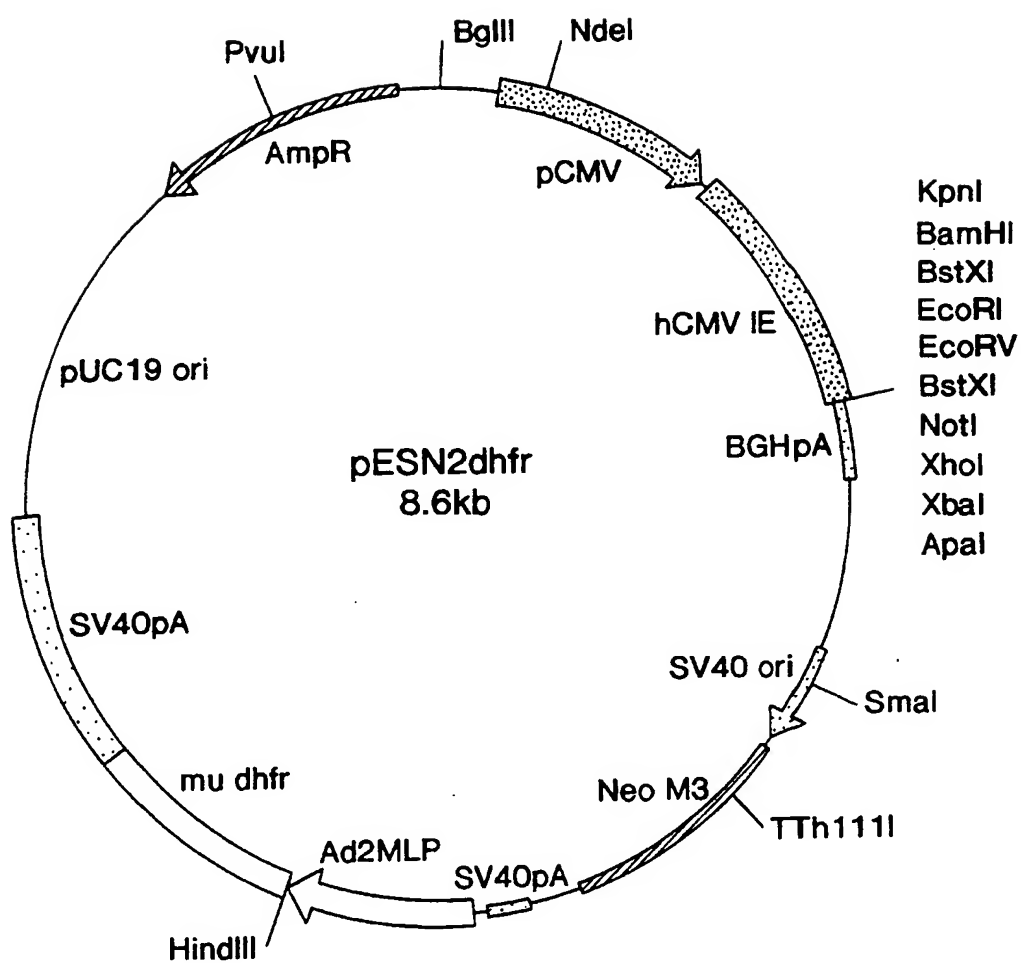 PvuI
BglII
NdeI
AmpR
pCMV
KpnI
BamHI
BstXI
EcoRI
EcoRV
BstXI
NotI
XhoI
XbaI
ApaI
hCMV IE
pUC19 ori
BGHpA
pESN2dhfr
8.6kb
SV40pA
SV40 ori
SmaI
mu dhfr
Neo M3
TTh111I
Ad2MLP
SV40pA
HindIII